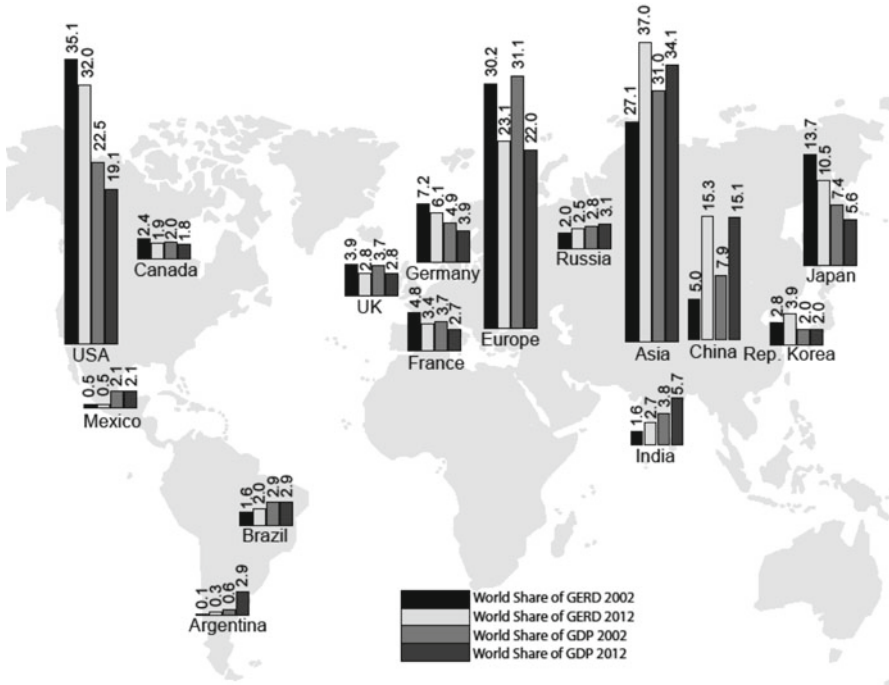 35.1 32.0 22.5 19.1
USA
2.4 1.9 2.0 1.8
Canada
0.5 0.5 2.1 2.1
Mexico
1.6 2.0 2.9 2.9
Brazil
0.1 0.3 0.6 2.9
Argentina
3.9 2.8 3.7 2.8
UK
7.2 6.1 4.9 3.9
Germany
4.8 3.4 3.7 2.7
France
30.2 23.1 31.1 22.0
Europe
2.0 2.5 2.8 3.1
Russia
27.1 37.0 31.0 34.1
Asia
5.0 15.3 7.9 15.1
China
2.8 3.9 2.0 2.0
Rep. Korea
13.7 10.5 7.4 5.6
Japan
1.6 2.7 3.8 5.7
India
World Share of GERD 2002
World Share of GERD 2012
World Share of GDP 2002
World Share of GDP 2012